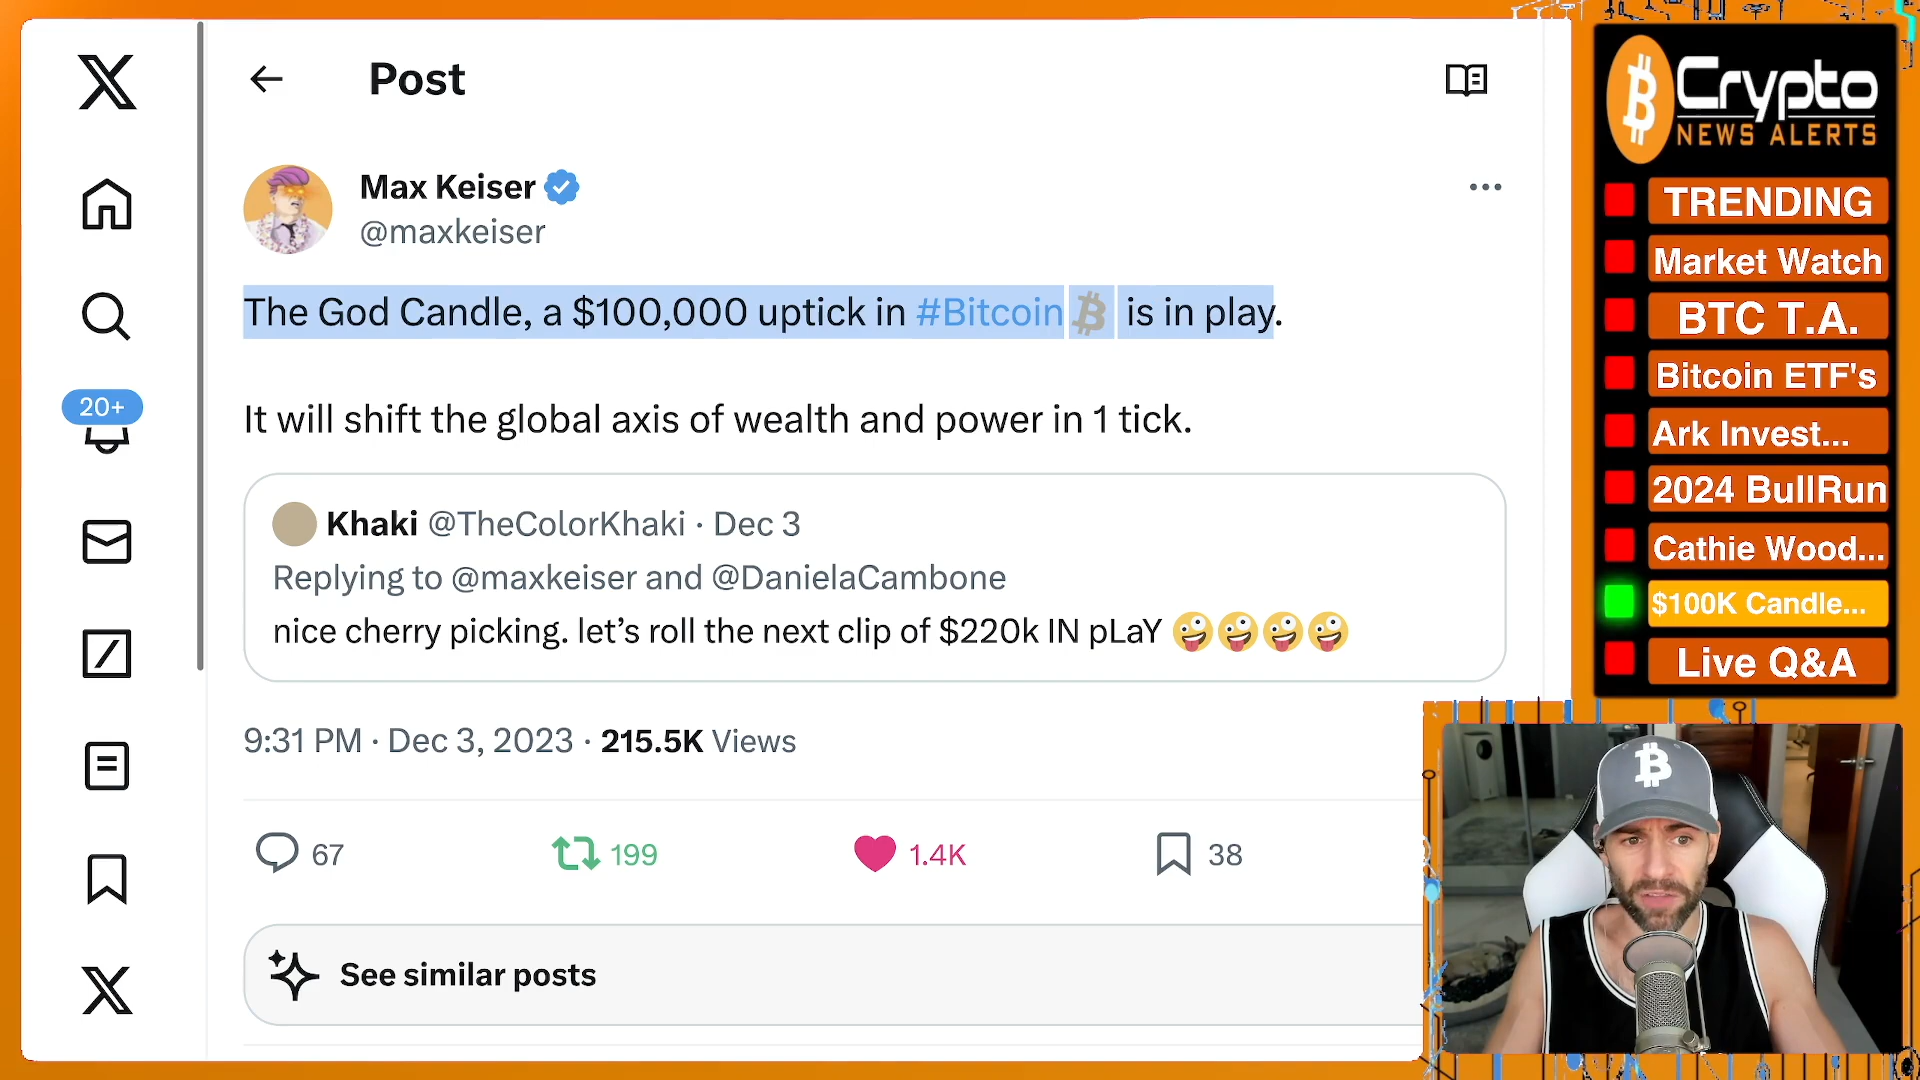 Post
Max Keiser
@maxkeiser
The God Candle, a $100,000 uptick in #Bitcoin is in play.
It will shift the global axis of wealth and power in 1 tick.
Khaki @TheColorKhaki · Dec 3
Replying to @maxkeiser and @DanielaCambone
nice cherry picking. let’s roll the next clip of $220k IN pLaY 🤪🤪🤪🤪
9:31 PM · Dec 3, 2023 · 215.5K Views
67 199 1.4K 38
See similar posts
20+
Crypto
NEWS ALERTS
TRENDING
Market Watch
BTC T.A.
Bitcoin ETF's
Ark Invest...
2024 BullRun
Cathie Wood...
$100K Candle...
Live Q&A